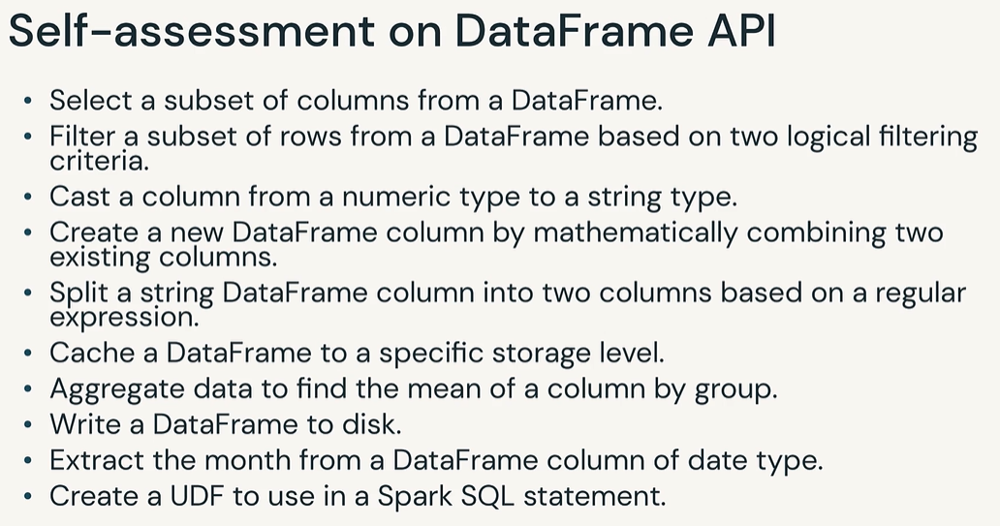 Self-assessment on DataFrame API
• Select a subset of columns from a DataFrame.
• Filter a subset of rows from a DataFrame based on two logical filtering
criteria.
• Cast a column from a numeric type to a string type.
• Create a new DataFrame column by mathematically combining two
existing columns.
• Split a string DataFrame column into two columns based on a regular
expression.
• Cache a DataFrame to a specific storage level.
• Aggregate data to find the mean of a column by group.
• Write a DataFrame to disk.
• Extract the month from a DataFrame column of date type.
• Create a UDF to use in a Spark SQL statement.